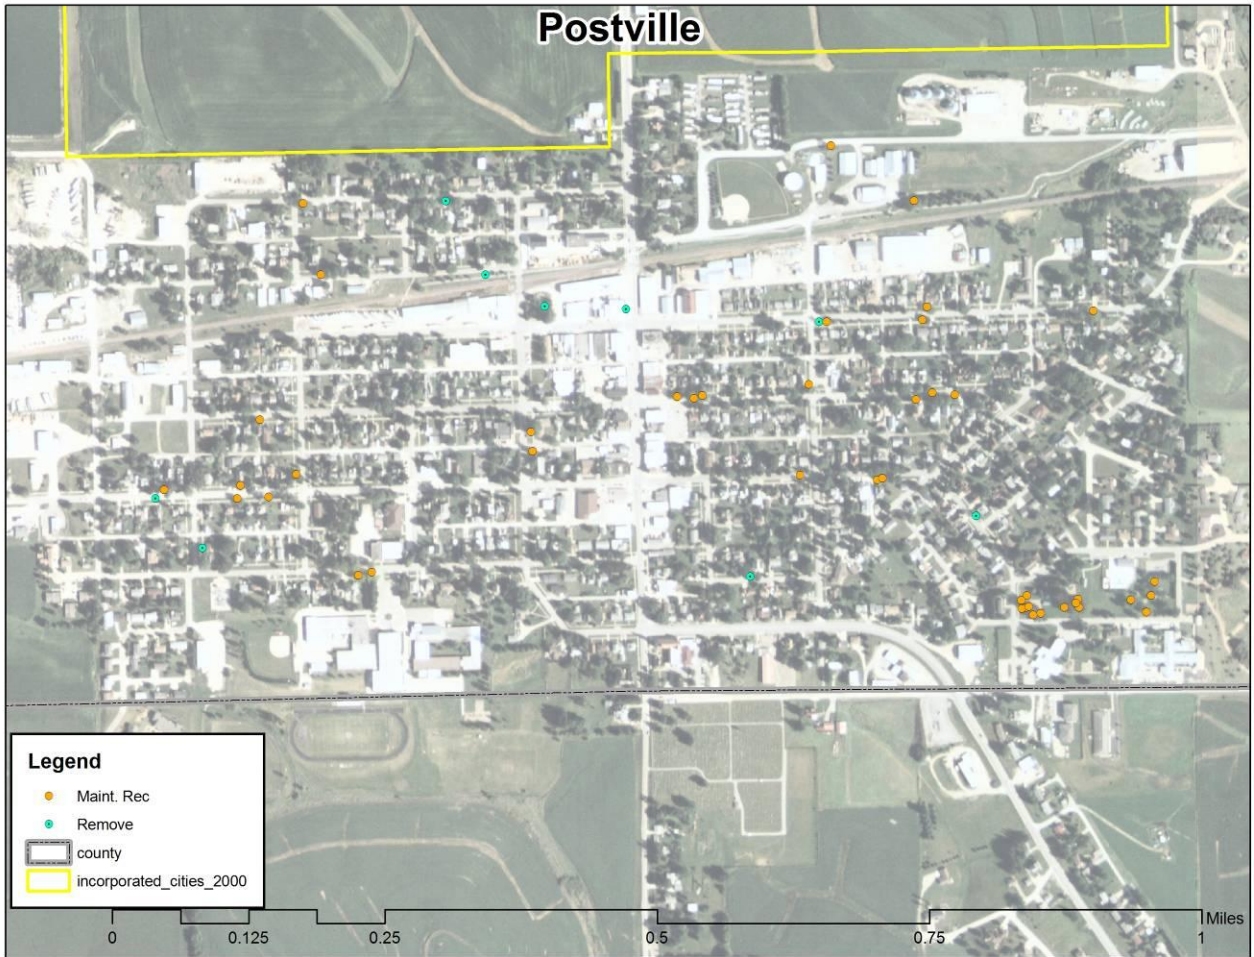 Postville
Legend
Maint. Rec
Remove
county
incorporated_cities_2000
Miles
0 0.125 0.25 0.5 0.75 1